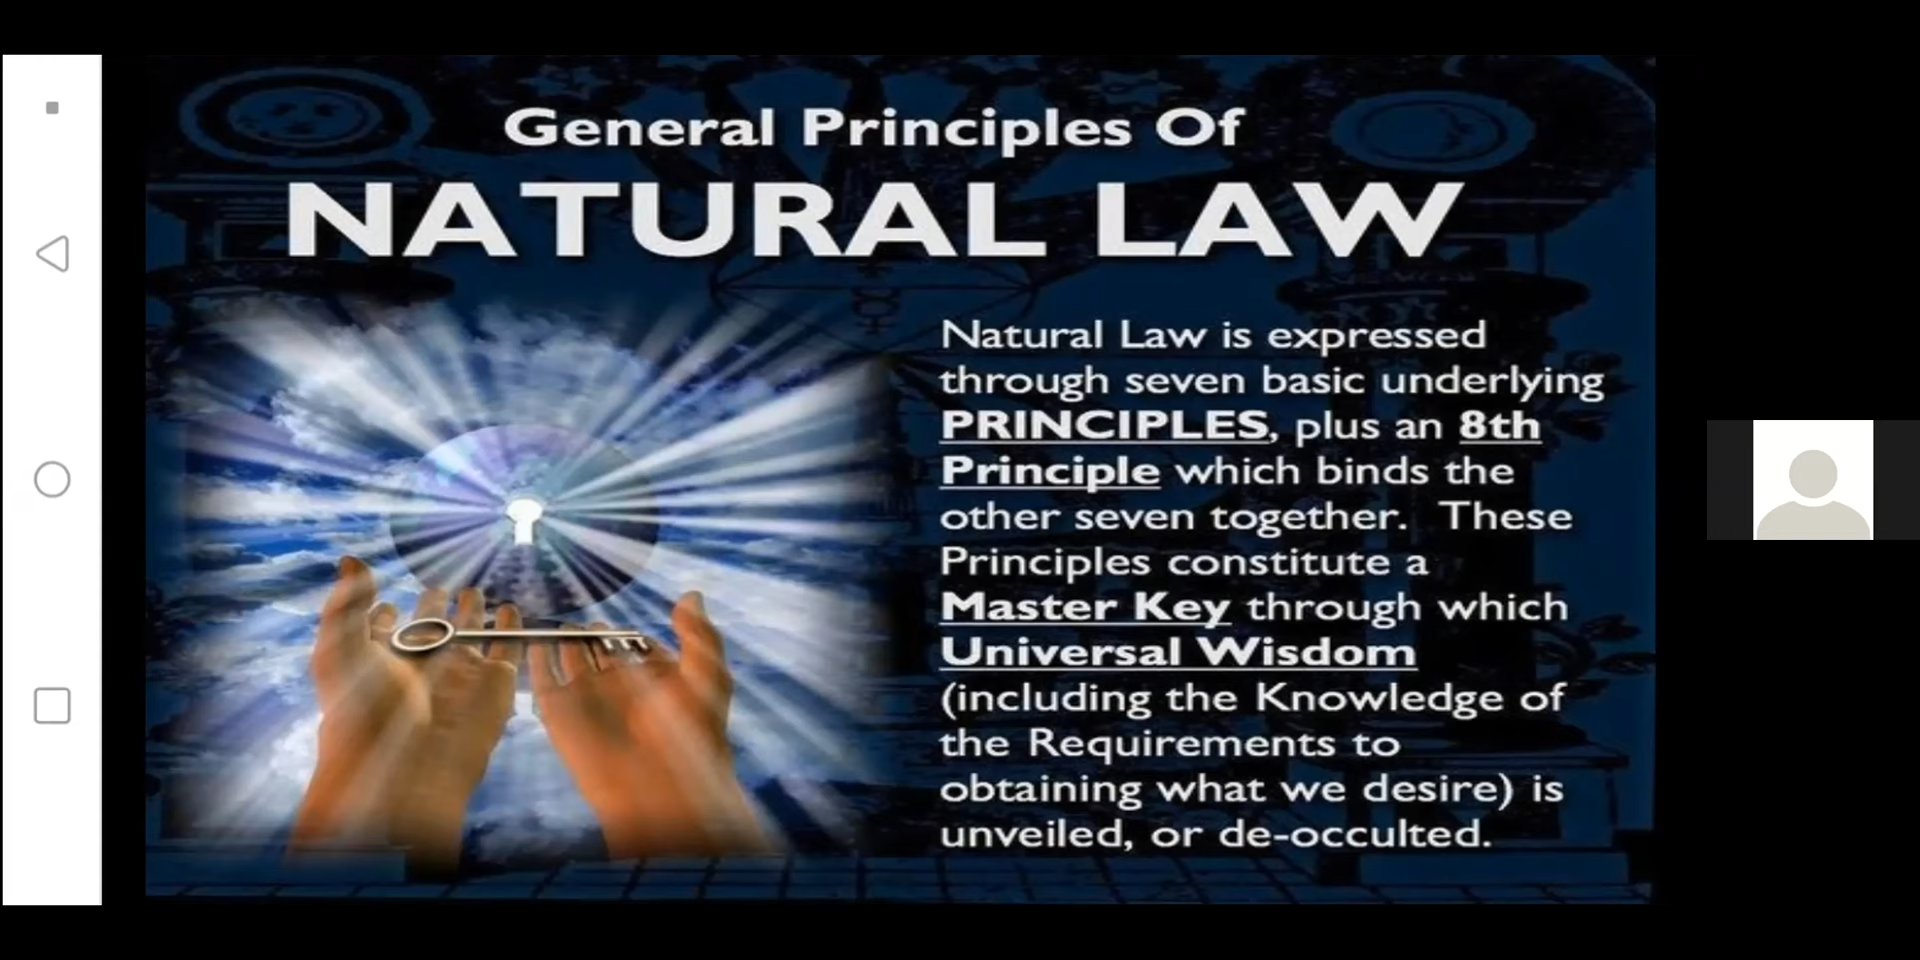 General Principles Of
NATURAL LAW
Natural Law is expressed
through seven basic underlying
PRINCIPLES, plus an 8th
Principle which binds the
other seven together. These
Principles constitute a
Master Key through which
Universal Wisdom
(including the Knowledge of
the Requirements to
obtaining what we desire) is
unveiled, or de-occulted.